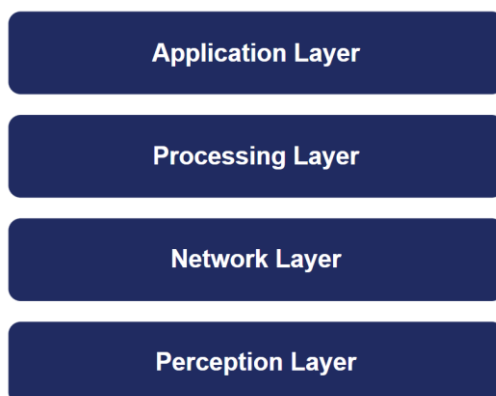 Application Layer
Processing Layer
Network Layer
Perception Layer